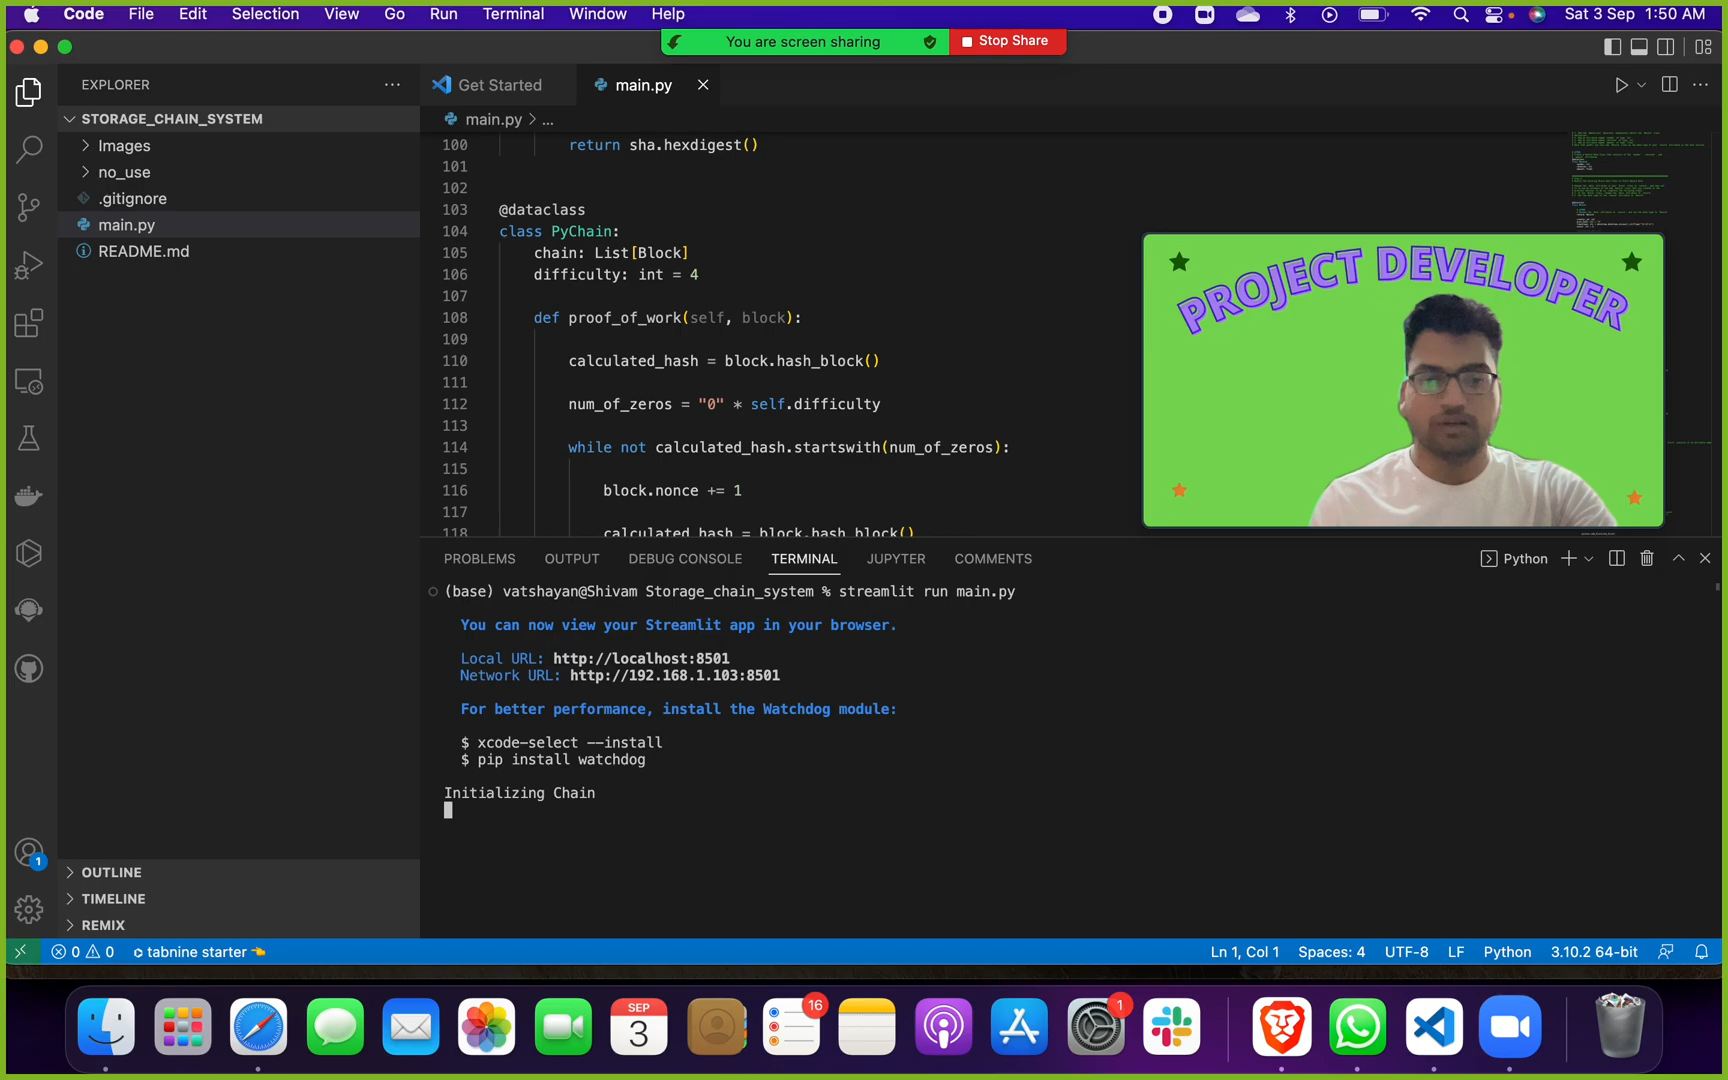 Code File Edit Selection View Go Run Terminal Window Help
Sat 3 Sep 1:50 AM
You are screen sharing
Stop Share
EXPLORER
STORAGE_CHAIN_SYSTEM
Images
no_use
.gitignore
main.py
README.md
OUTLINE
TIMELINE
REMIX
1
Get Started
main.py
main.py > ...
100 return sha.hexdigest()
101
102
103 @dataclass
104 class PyChain:
105 chain: List[Block]
106 difficulty: int = 4
107
108 def proof_of_work(self, block):
109
110 calculated_hash = block.hash_block()
111
112 num_of_zeros = "0" * self.difficulty
113
114 while not calculated_hash.startswith(num_of_zeros):
115
116 block.nonce += 1
117
118 calculated_hash = block.hash_block()
PROJECT DEVELOPER
PROBLEMS OUTPUT DEBUG CONSOLE TERMINAL JUPYTER COMMENTS
Python
(base) vatshayan@Shivam Storage_chain_system % streamlit run main.py
You can now view your Streamlit app in your browser.
Local URL: http://localhost:8501
Network URL: http://192.168.1.103:8501
For better performance, install the Watchdog module:
$ xcode-select --install
$ pip install watchdog
Initializing Chain
0 0 tabnine starter
Ln 1, Col 1 Spaces: 4 UTF-8 LF Python 3.10.2 64-bit
SEP
3
16
1